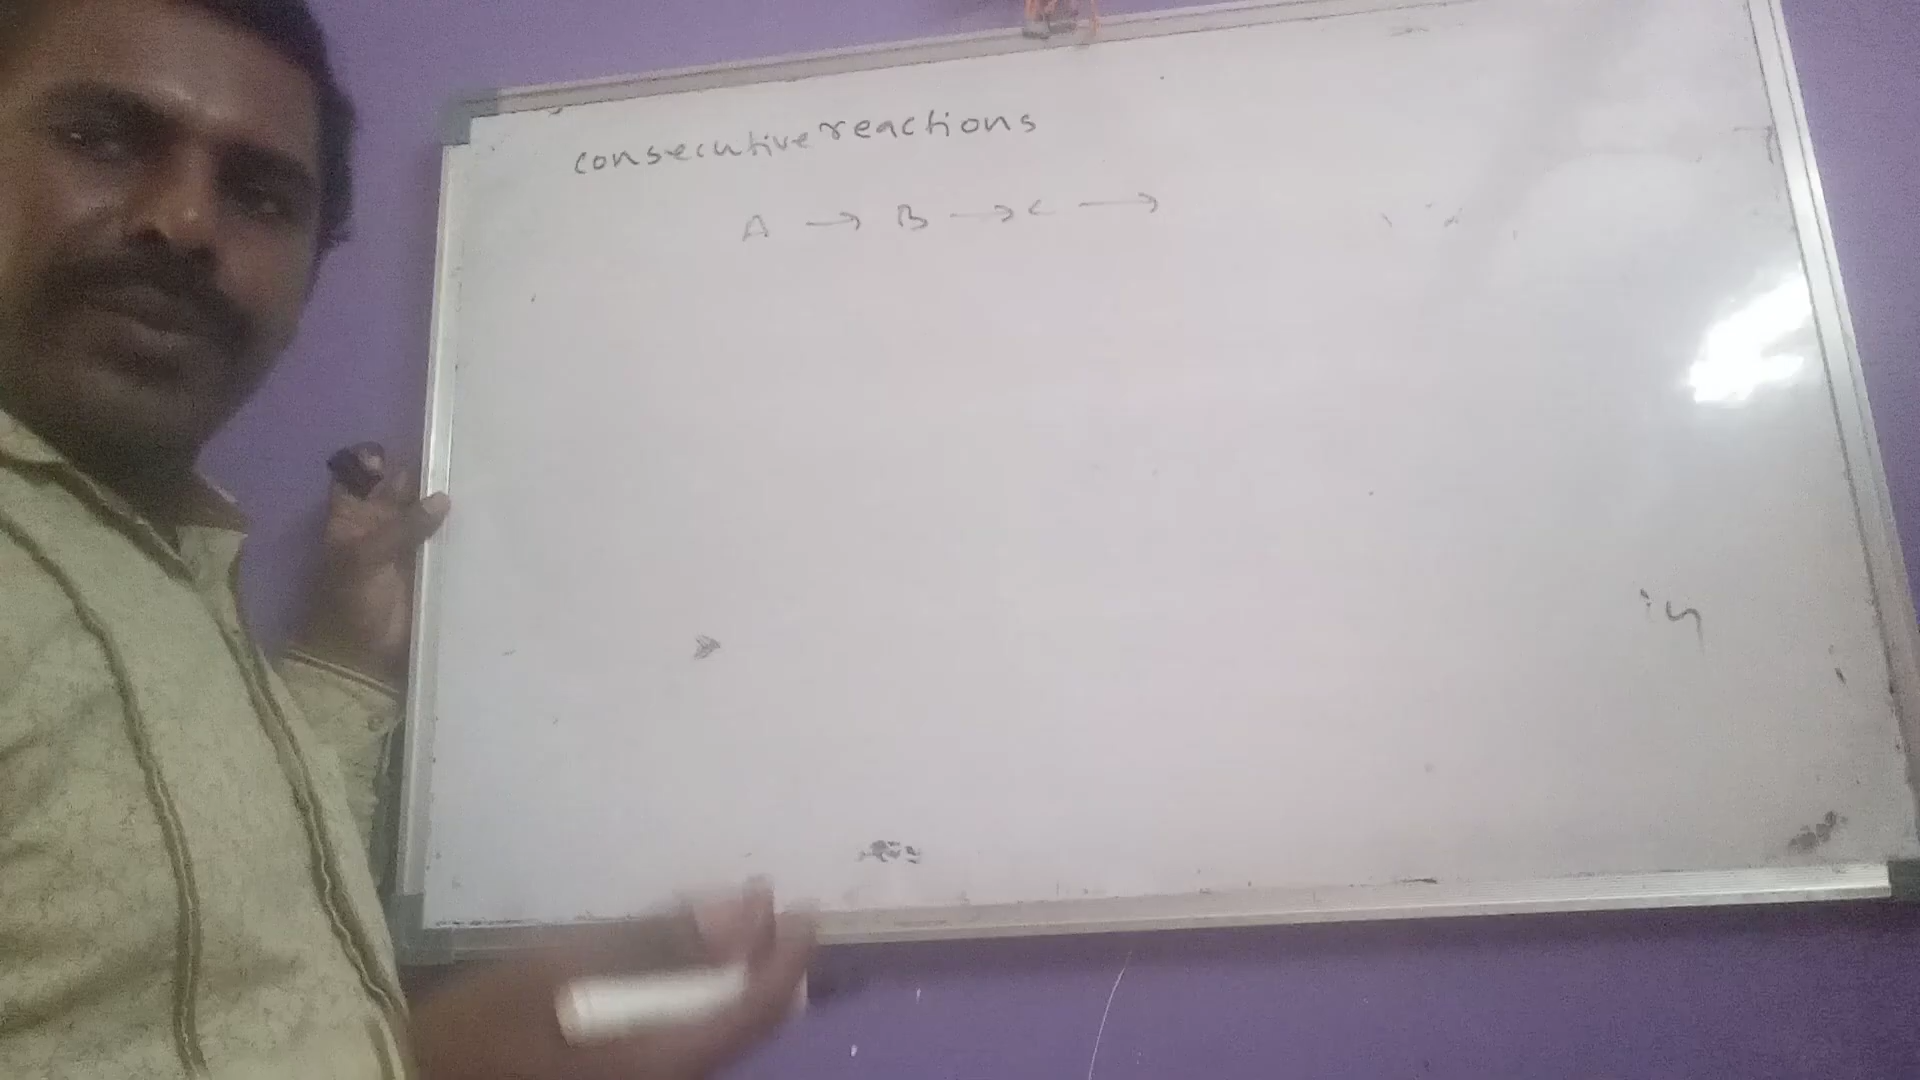 consecutive reactions
A → B → C →